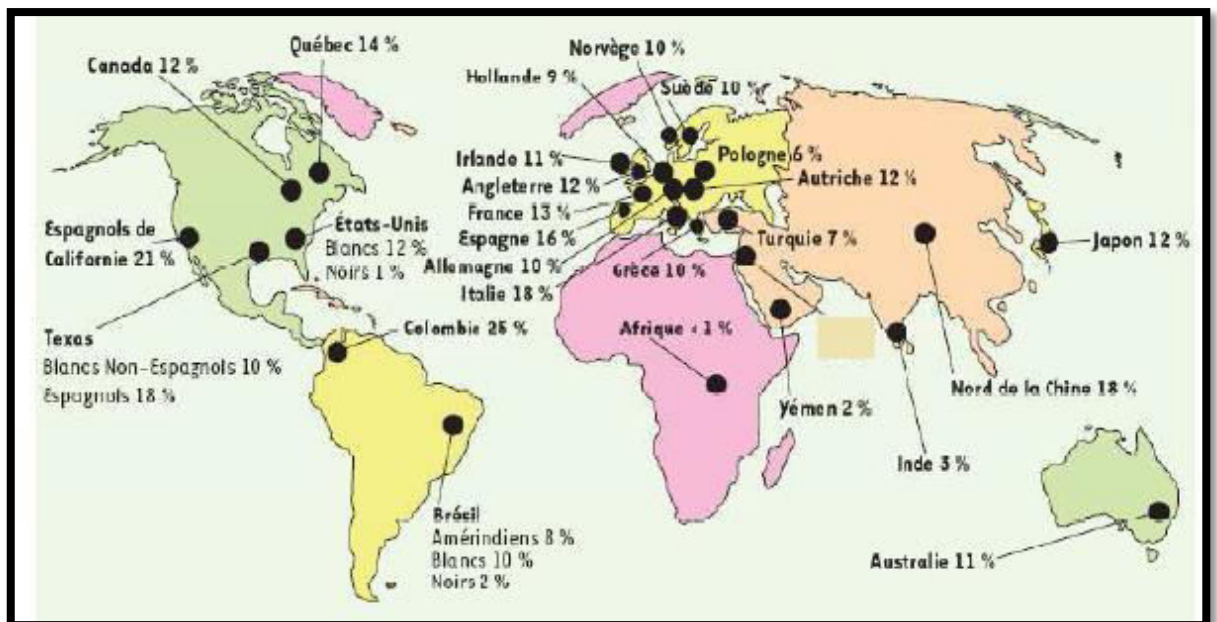 Québec 14 %
Canada 12 %
Norvège 10 %
Hollande 9 %
Suède 10 %
Irlande 11 %
Pologne 6 %
Angleterre 12 %
Autriche 12 %
France 13 %
Espagne 16 %
Turquie 7 %
Allemagne 10 %
Grèce 10 %
Italie 18 %
Espagnols de
Californie 21 %
États-Unis
Blancs 12 %
Noirs 1 %
Japon 12 %
Texas
Blancs Non-Espagnols 10 %
Espagnols 18 %
Colombie 25 %
Afrique < 1 %
Nord de la Chine 18 %
Yémen 2 %
Inde 3 %
Brésil
Amérindiens 8 %
Blancs 10 %
Noirs 2 %
Australie 11 %